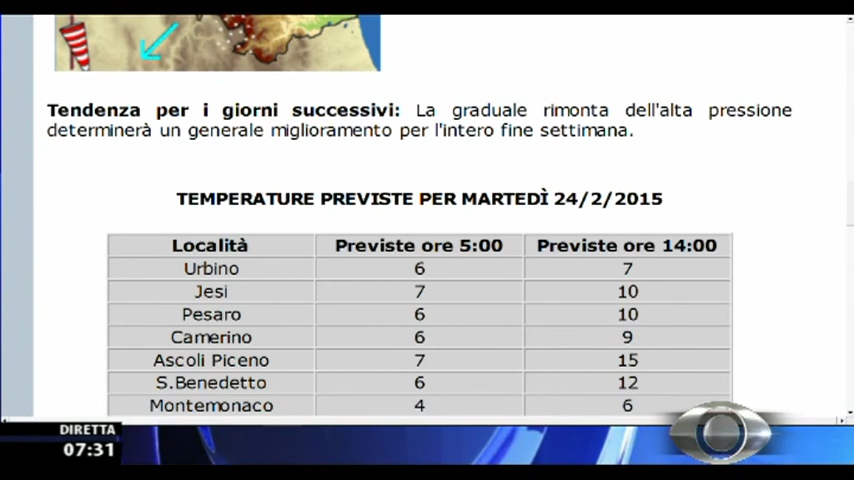 Tendenza per i giorni successivi: La graduale rimonta dell'alta pressione
determinerà un generale miglioramento per l'intero fine settimana.
TEMPERATURE PREVISTE PER MARTEDÌ 24/2/2015
Località Previste ore 5:00 Previste ore 14:00
Urbino 6 7
Jesi 7 10
Pesaro 6 10
Camerino 6 9
Ascoli Piceno 7 15
S.Benedetto 6 12
Montemonaco 4 6
DIRETTA
07:31